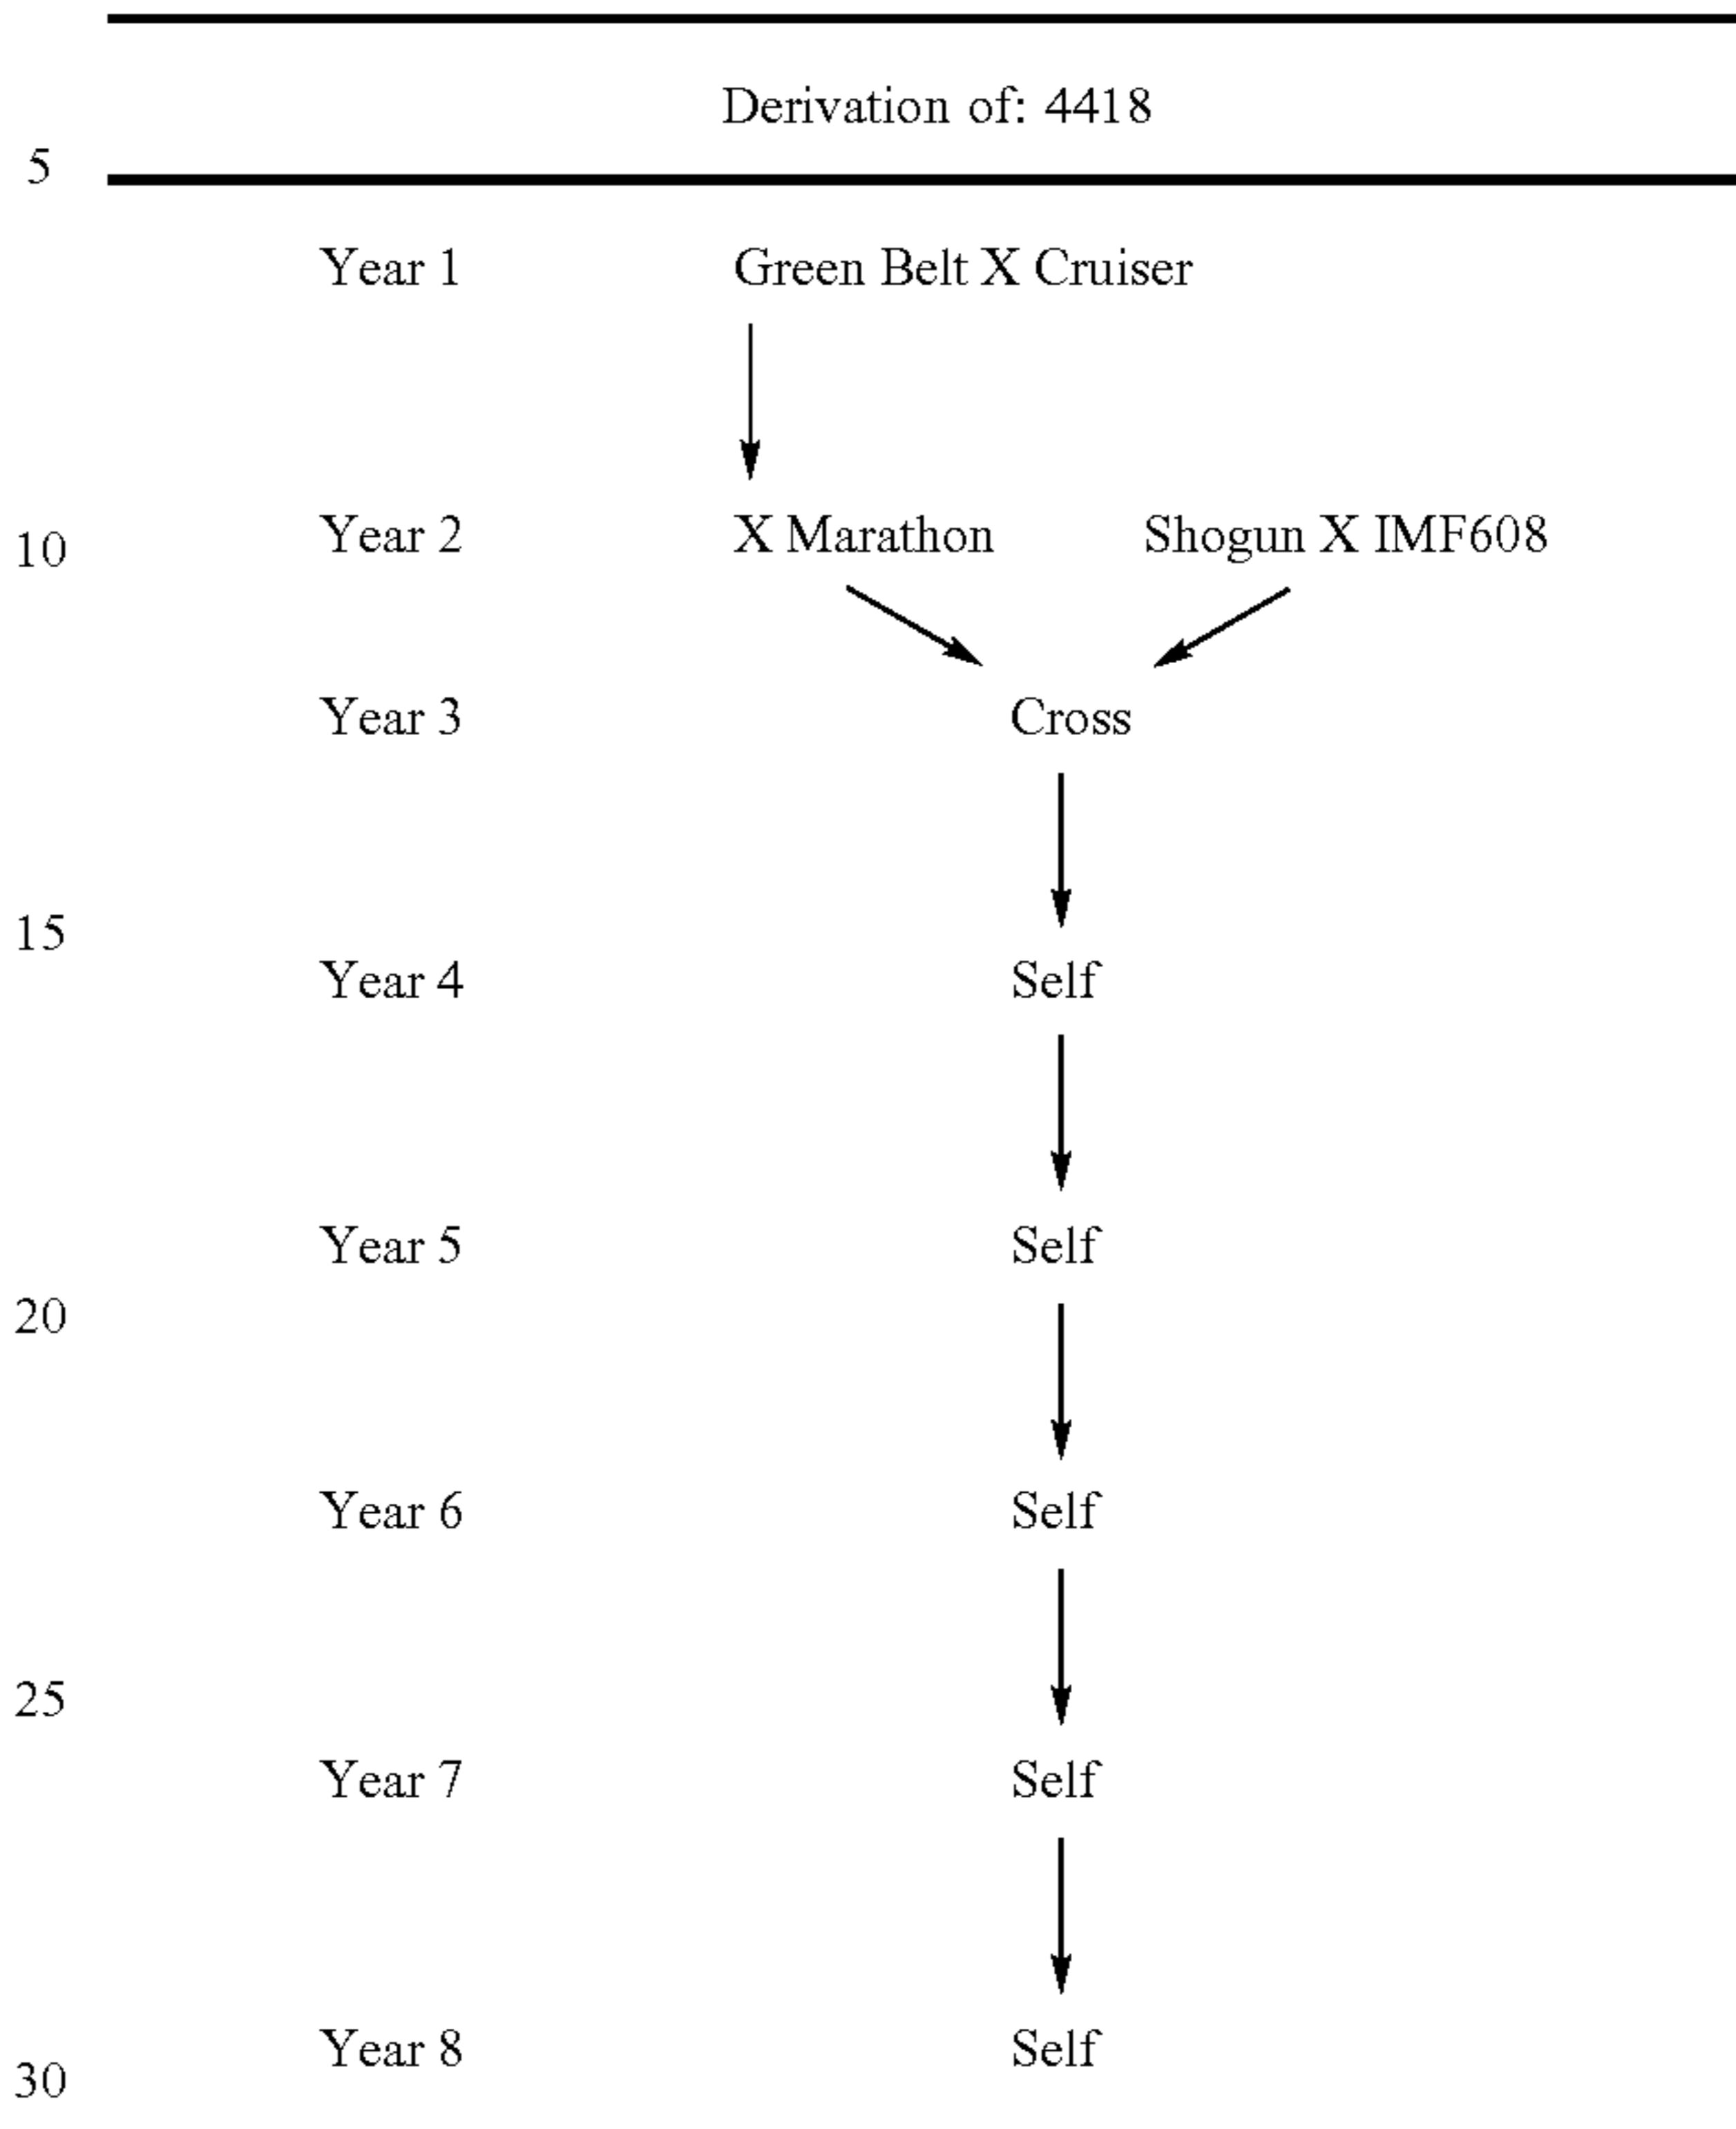 Derivation of: 4418
5
Year 1 Green Belt X Cruiser
10 Year 2 X Marathon Shogun X IMF608
Year 3 Cross
15
Year 4 Self
Year 5 Self
20
Year 6 Self
25
Year 7 Self
Year 8 Self
30